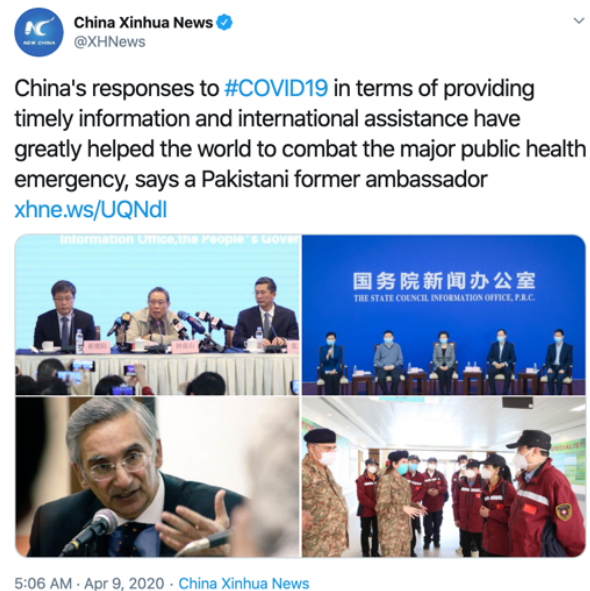 China Xinhua News
@XHNews
NEW CHINA
China's responses to #COVID19 in terms of providing
timely information and international assistance have
greatly helped the world to combat the major public health
emergency, says a Pakistani former ambassador
xhne.ws/UQNdI
Information Office,the People's Gover
国务院新闻办公室
THE STATE COUNCIL INFORMATION OFFICE, P.R.C.
5:06 AM · Apr 9, 2020 · China Xinhua News